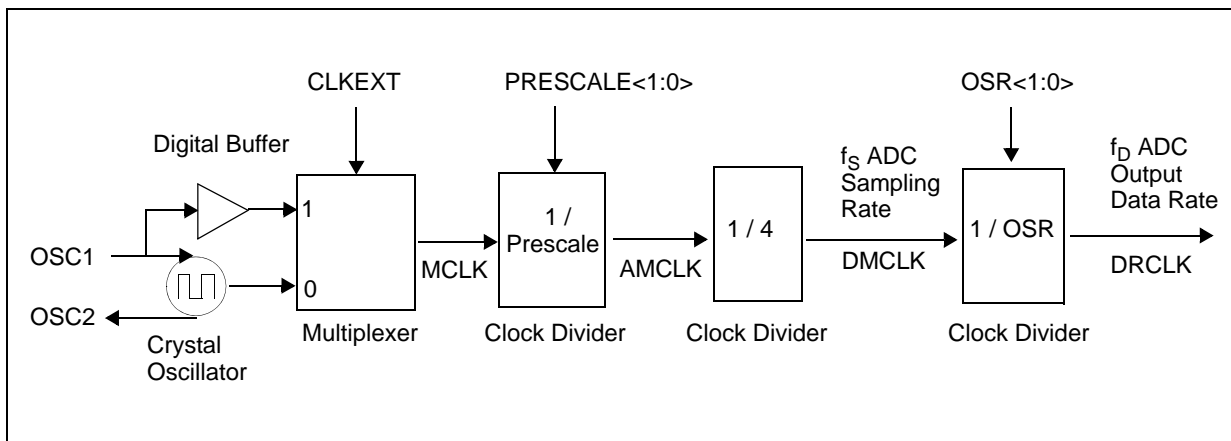 CLKEXT
PRESCALE<1:0>
OSR<1:0>
Digital Buffer
fS ADC
Sampling
Rate
fD ADC
Output
Data Rate
1
1 /
Prescale
1 / 4
1 / OSR
OSC1
MCLK
AMCLK
DMCLK
DRCLK
0
OSC2
Multiplexer
Clock Divider
Clock Divider
Clock Divider
Crystal
Oscillator